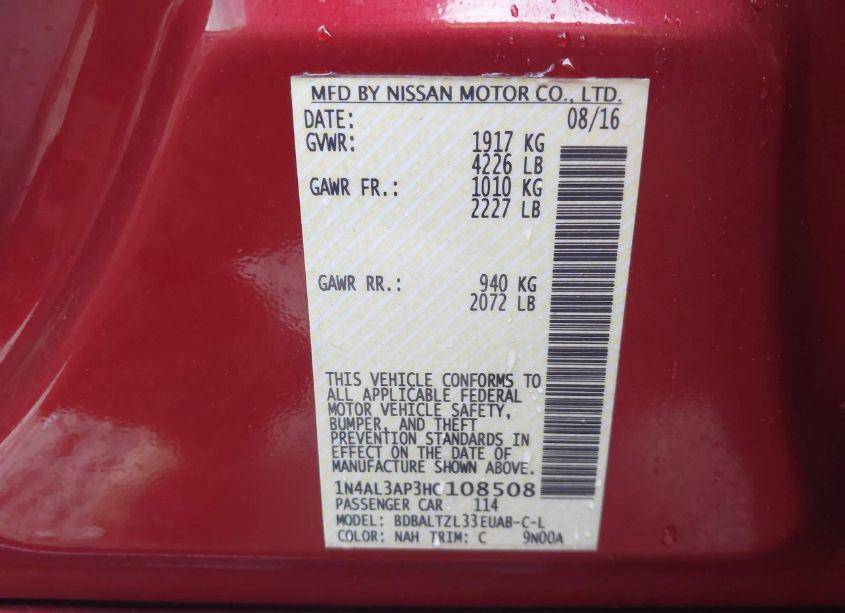 MFD BY NISSAN MOTOR CO., LTD.
DATE: 08/16
GVWR: 1917 KG
4226 LB
GAWR FR.: 1010 KG
2227 LB
GAWR RR.: 940 KG
2072 LB
THIS VEHICLE CONFORMS TO
ALL APPLICABLE FEDERAL
MOTOR VEHICLE SAFETY,
BUMPER, AND THEFT
PREVENTION STANDARDS IN
EFFECT ON THE DATE OF
MANUFACTURE SHOWN ABOVE.
1N4AL3AP3HC108508
PASSENGER CAR 114
MODEL: BDBALTZL33EUAB-C-L
COLOR: NAH TRIM: C 9N00A